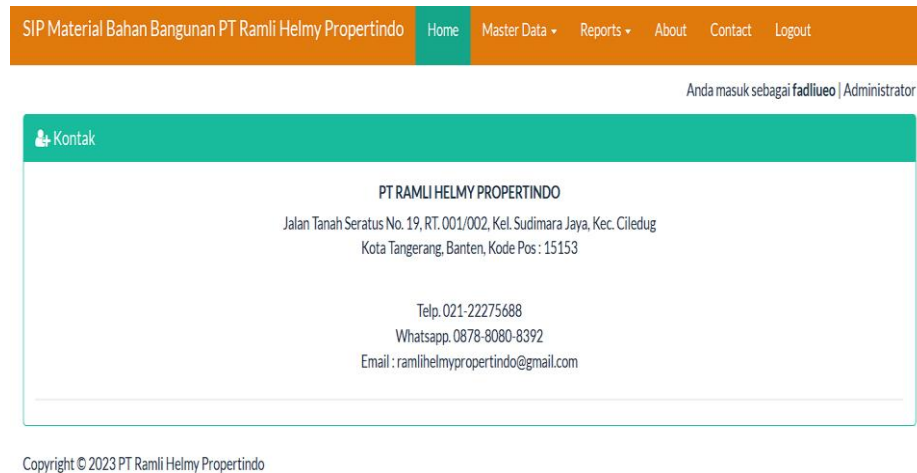 SIP Material Bahan Bangunan PT Ramli Helmy Propertindo Home Master Data Reports About Contact Logout
Anda masuk sebagai fadliueo | Administrator
Kontak
PT RAMLI HELMY PROPERTINDO
Jalan Tanah Seratus No. 19, RT. 001/002, Kel. Sudimara Jaya, Kec. Ciledug
Kota Tangerang, Banten, Kode Pos : 15153
Telp. 021-22275688
Whatsapp. 0878-8080-8392
Email : ramlihelmypropertindo@gmail.com
Copyright © 2023 PT Ramli Helmy Propertindo